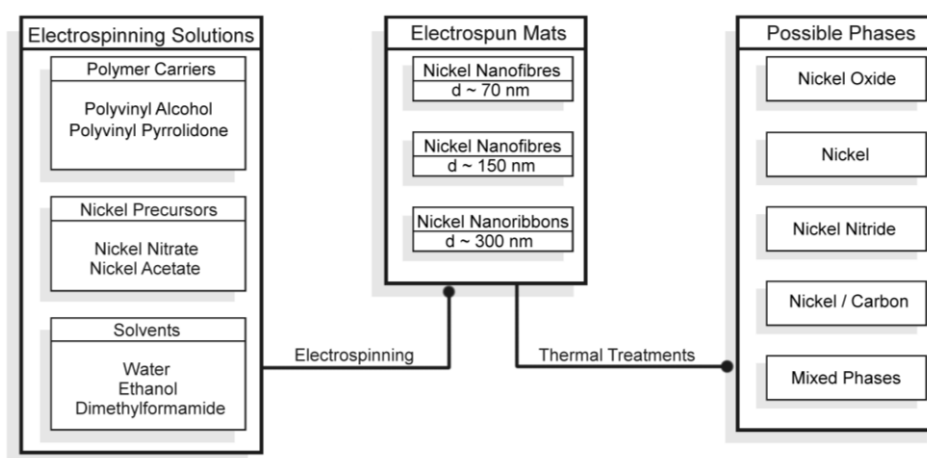 Electrospinning Solutions
Polymer Carriers
Polyvinyl Alcohol
Polyvinyl Pyrrolidone
Nickel Precursors
Nickel Nitrate
Nickel Acetate
Solvents
Water
Ethanol
Dimethylformamide
Electrospinning
Electrospun Mats
Nickel Nanofibres
d ~ 70 nm
Nickel Nanofibres
d ~ 150 nm
Nickel Nanoribbons
d ~ 300 nm
Thermal Treatments
Possible Phases
Nickel Oxide
Nickel
Nickel Nitride
Nickel / Carbon
Mixed Phases